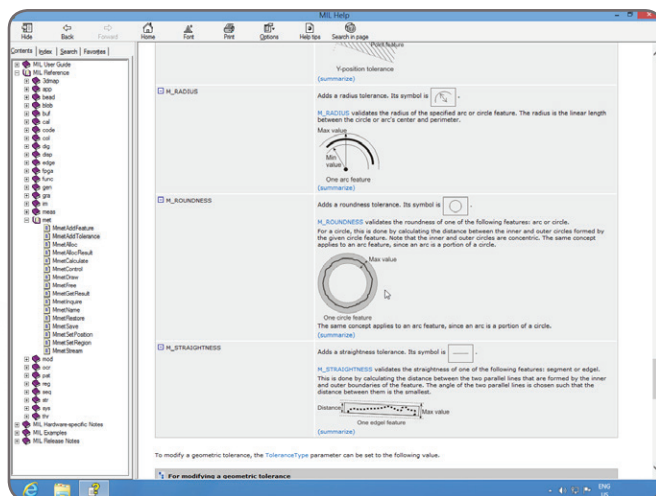 MIL Help
Hide
Back
Forward
Home
Font
Print
Options
Help tips
Search in page
Contents
Index
Search
Favorites
MIL User Guide
MIL Reference
3dmap
app
bead
blob
buf
cal
code
col
dig
disp
edge
fpga
func
gen
gra
im
meas
met
MmetAddFeature
MmetAddTolerance
MmetAlloc
MmetAllocResult
MmetCalculate
MmetControl
MmetDraw
MmetFree
MmetGetResult
MmetInquire
MmetName
MmetRestore
MmetSave
MmetSetPosition
MmetSetRegion
MmetStream
mod
ocr
pat
reg
seq
str
sys
thr
MIL Hardware-specific Notes
MIL Examples
MIL Release Notes
Point feature
Y-position tolerance
(summarize)
M_RADIUS
Adds a radius tolerance. Its symbol is .
M_RADIUS validates the radius of the specified arc or circle feature. The radius is the linear length
between the circle or arc's center and perimeter.
Max value
Min
value
One arc feature
(summarize)
M_ROUNDNESS
Adds a roundness tolerance. Its symbol is .
M_ROUNDNESS validates the roundness of one of the following features: arc or circle.
For a circle, this is done by calculating the distance between the inner and outer circles formed by
the given circle feature. Note that the inner and outer circles are concentric. The same concept
applies to an arc feature, since an arc is a portion of a circle.
Max value
One circle feature
The same concept applies to an arc feature, since an arc is a portion of a circle.
(summarize)
M_STRAIGHTNESS
Adds a straightness tolerance. Its symbol is .
M_STRAIGHTNESS validates the straightness of one of the following features: segment or edgel.
This is done by calculating the distance between the two parallel lines that are formed by the inner
and outer boundaries of the feature. The angle of the two parallel lines is chosen such that the
distance between them is the smallest.
Distance
Max value
One edgel feature
(summarize)
To modify a geometric tolerance, the ToleranceType parameter can be set to the following value.
For modifying a geometric tolerance
ENG
US